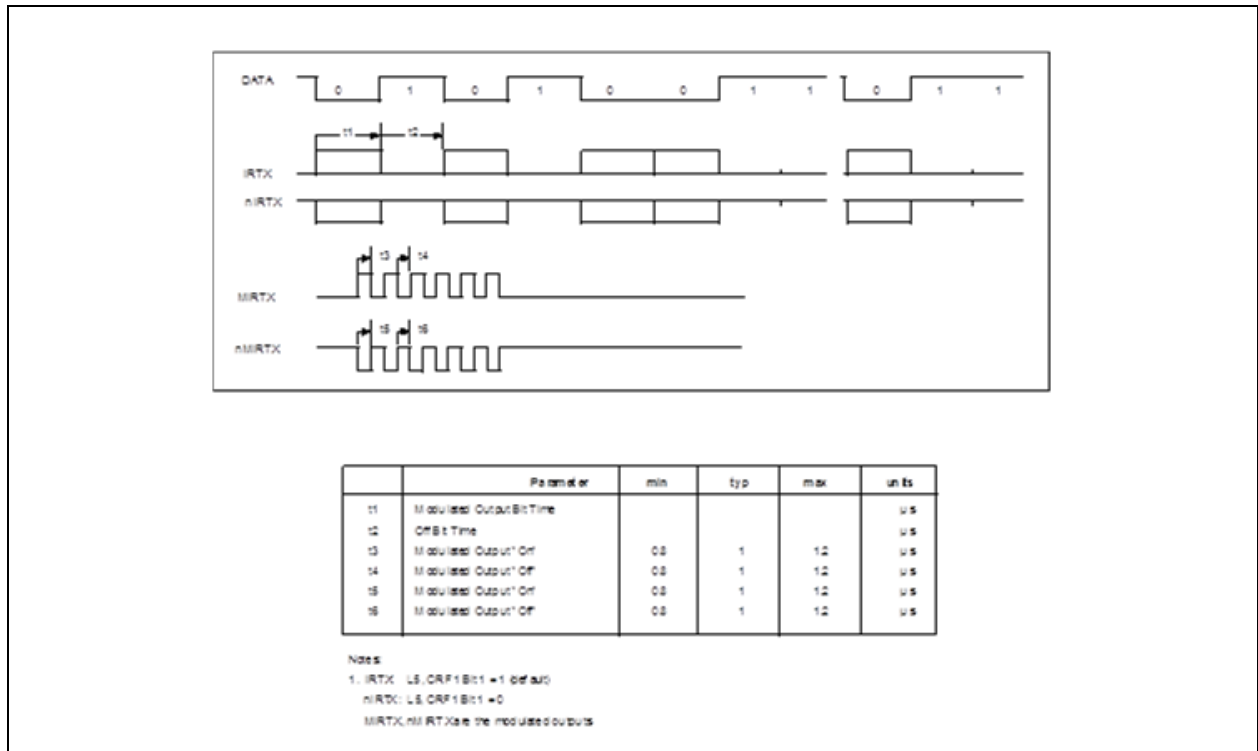 DATA 0 1 0 1 0 0 1 1 0 1 1
t1 t2
IRTX
nIRTX
t3 t4
MIRTX
t5 t6
nMIRTX
Parameter min typ max units
t1 Modulated Output Bit Time µs
t2 Off Bit Time µs
t3 Modulated Output "On" 0.8 1 1.2 µs
t4 Modulated Output "Off" 0.8 1 1.2 µs
t5 Modulated Output "On" 0.8 1 1.2 µs
t6 Modulated Output "Off" 0.8 1 1.2 µs
Notes:
1. IRTX: L5, CRF1 Bit 1 = 1 (default)
nIRTX: L5, CRF1 Bit 1 = 0
MIRTX, nMIRTX are the modulated outputs